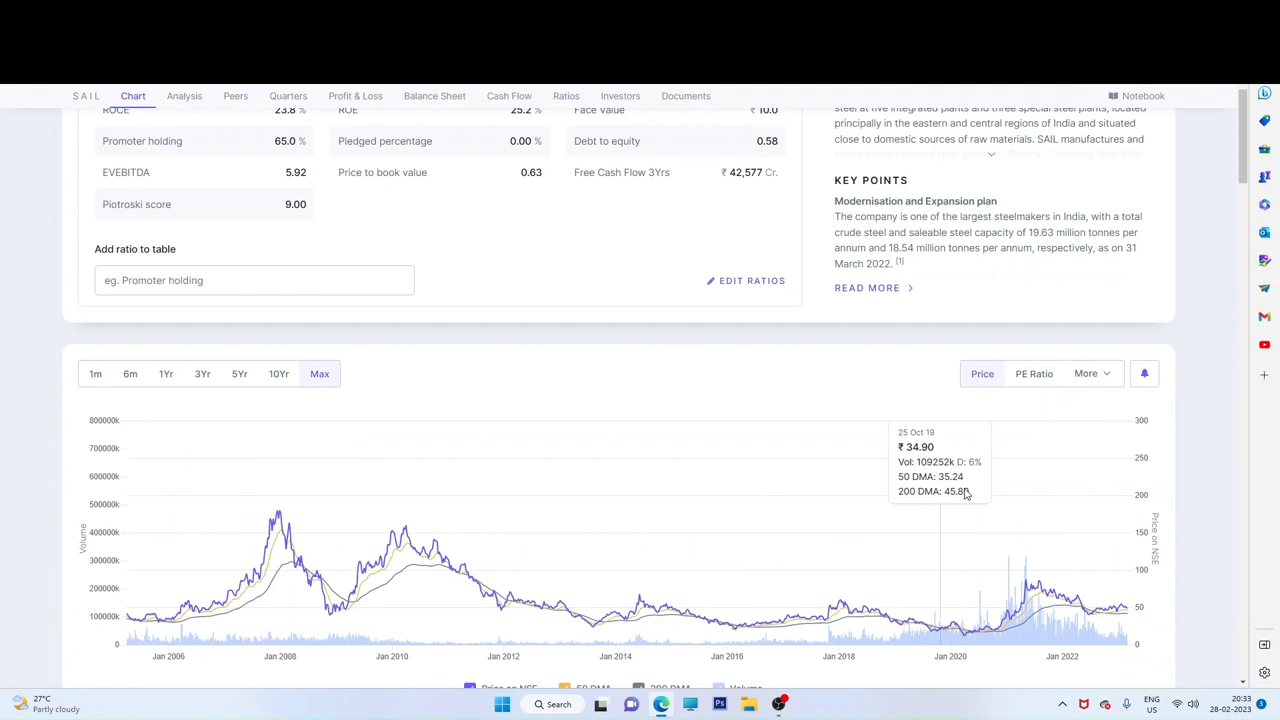 S A I L Chart Analysis Peers Quarters Profit & Loss Balance Sheet Cash Flow Ratios Investors Documents Notebook
ROCE 23.8 % ROE 25.2 % Face value ₹ 10.0
Promoter holding 65.0 % Pledged percentage 0.00 % Debt to equity 0.58
EVEBITDA 5.92 Price to book value 0.63 Free Cash Flow 3Yrs ₹ 42,577 Cr.
Piotroski score 9.00
Add ratio to table
eg. Promoter holding
EDIT RATIOS
steel at five integrated plants and three special steel plants, located
principally in the eastern and central regions of India and situated
close to domestic sources of raw materials. SAIL manufactures and
KEY POINTS
Modernisation and Expansion plan
The company is one of the largest steelmakers in India, with a total
crude steel and saleable steel capacity of 19.63 million tonnes per
annum and 18.54 million tonnes per annum, respectively, as on 31
March 2022. [1]
READ MORE
1m 6m 1Yr 3Yr 5Yr 10Yr Max
Price PE Ratio More
800000k
700000k
600000k
500000k
400000k
300000k
200000k
100000k
0
Volume
25 Oct 19
₹ 34.90
Vol: 109252k D: 6%
50 DMA: 35.24
200 DMA:
300
250
200
150
100
50
0
Price on NSE
Jan 2006 Jan 2008 Jan 2010 Jan 2012 Jan 2014 Jan 2016 Jan 2018 Jan 2020 Jan 2022
Price on NSE 50 DMA 200 DMA Volume
27°C
Partly cloudy
Search
ENG
US
20:33
28-02-2023
3